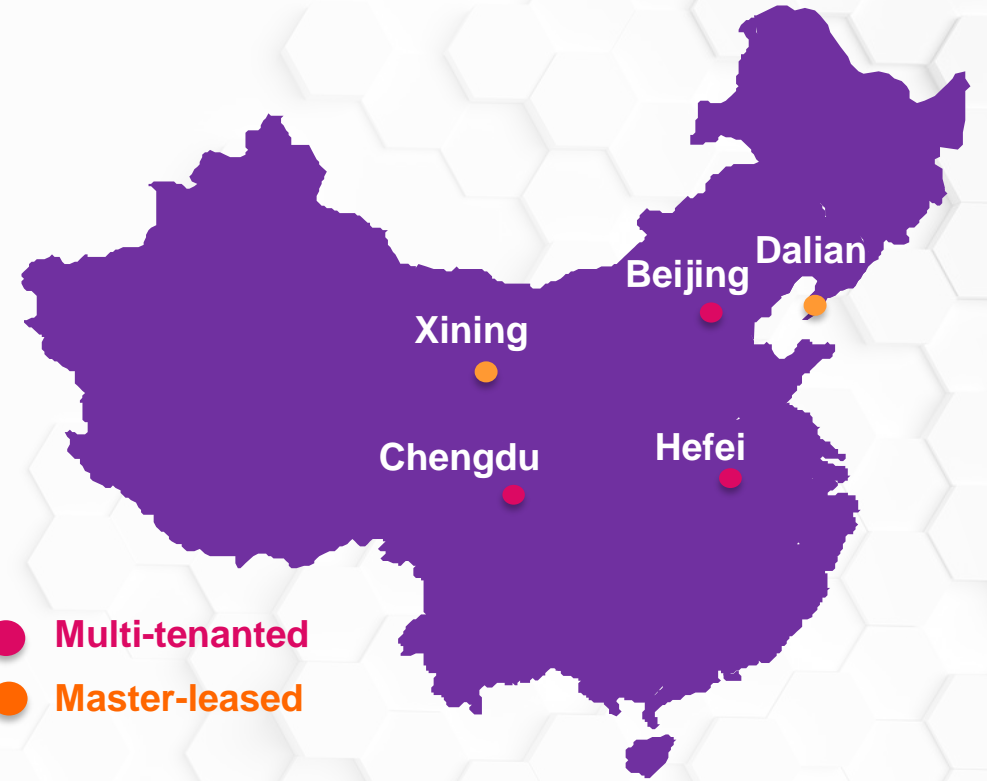 Dalian
Beijing
Xining
Chengdu
Hefei
Multi-tenanted
Master-leased